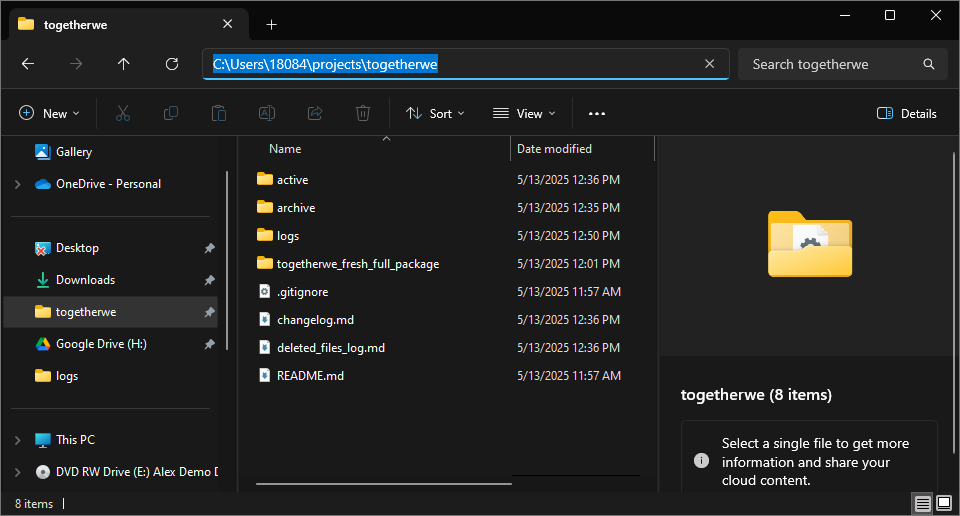 togetherwe
C:\Users\18084\projects\togetherwe
Search togetherwe
New
Sort
View
Details
Gallery
OneDrive - Personal
Desktop
Downloads
togetherwe
Google Drive (H:)
logs
This PC
DVD RW Drive (E:) Alex Demo D
Name Date modified
active 5/13/2025 12:36 PM
archive 5/13/2025 12:35 PM
logs 5/13/2025 12:50 PM
togetherwe_fresh_full_package 5/13/2025 12:01 PM
.gitignore 5/13/2025 11:57 AM
changelog.md 5/13/2025 12:36 PM
deleted_files_log.md 5/13/2025 12:36 PM
README.md 5/13/2025 11:57 AM
togetherwe (8 items)
Select a single file to get more
information and share your
cloud content.
8 items